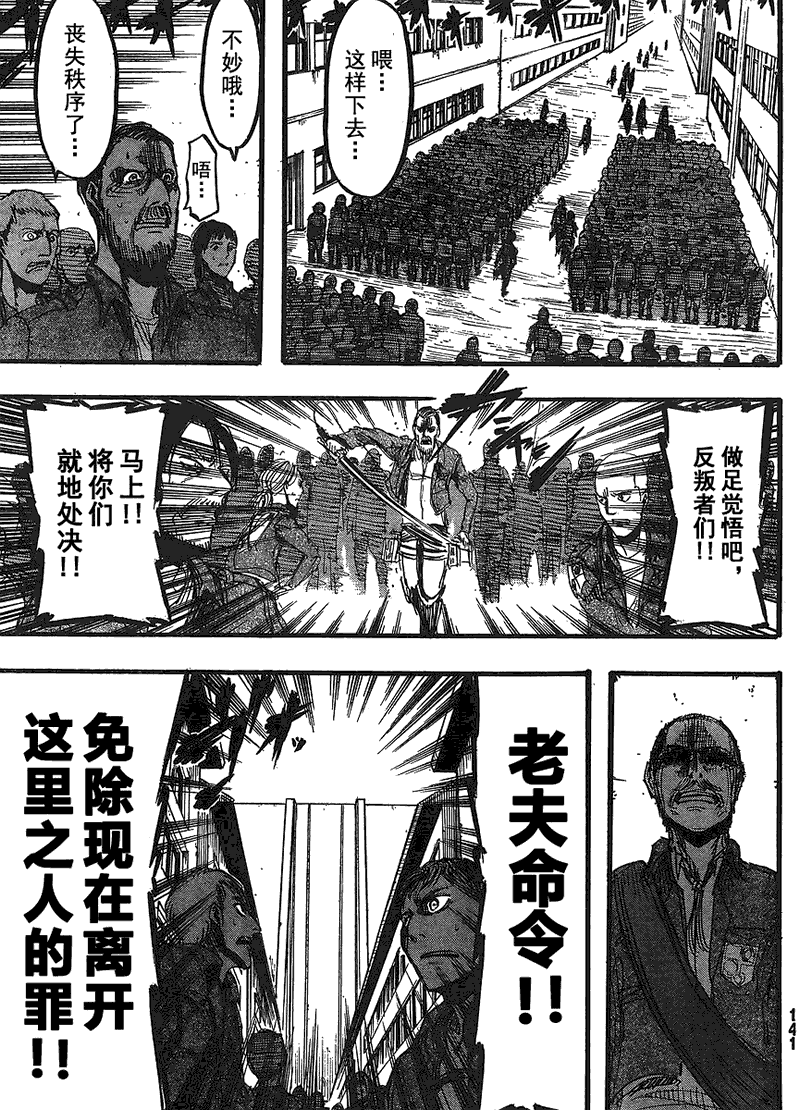 喂…
这样下去…
不妙哦…
唔…
丧失秩序了…
做足觉悟吧，
反叛者们!!
马上!!
将你们
就地处决!!
老夫命令!!
免除现在离开
这里之人的罪!!
141